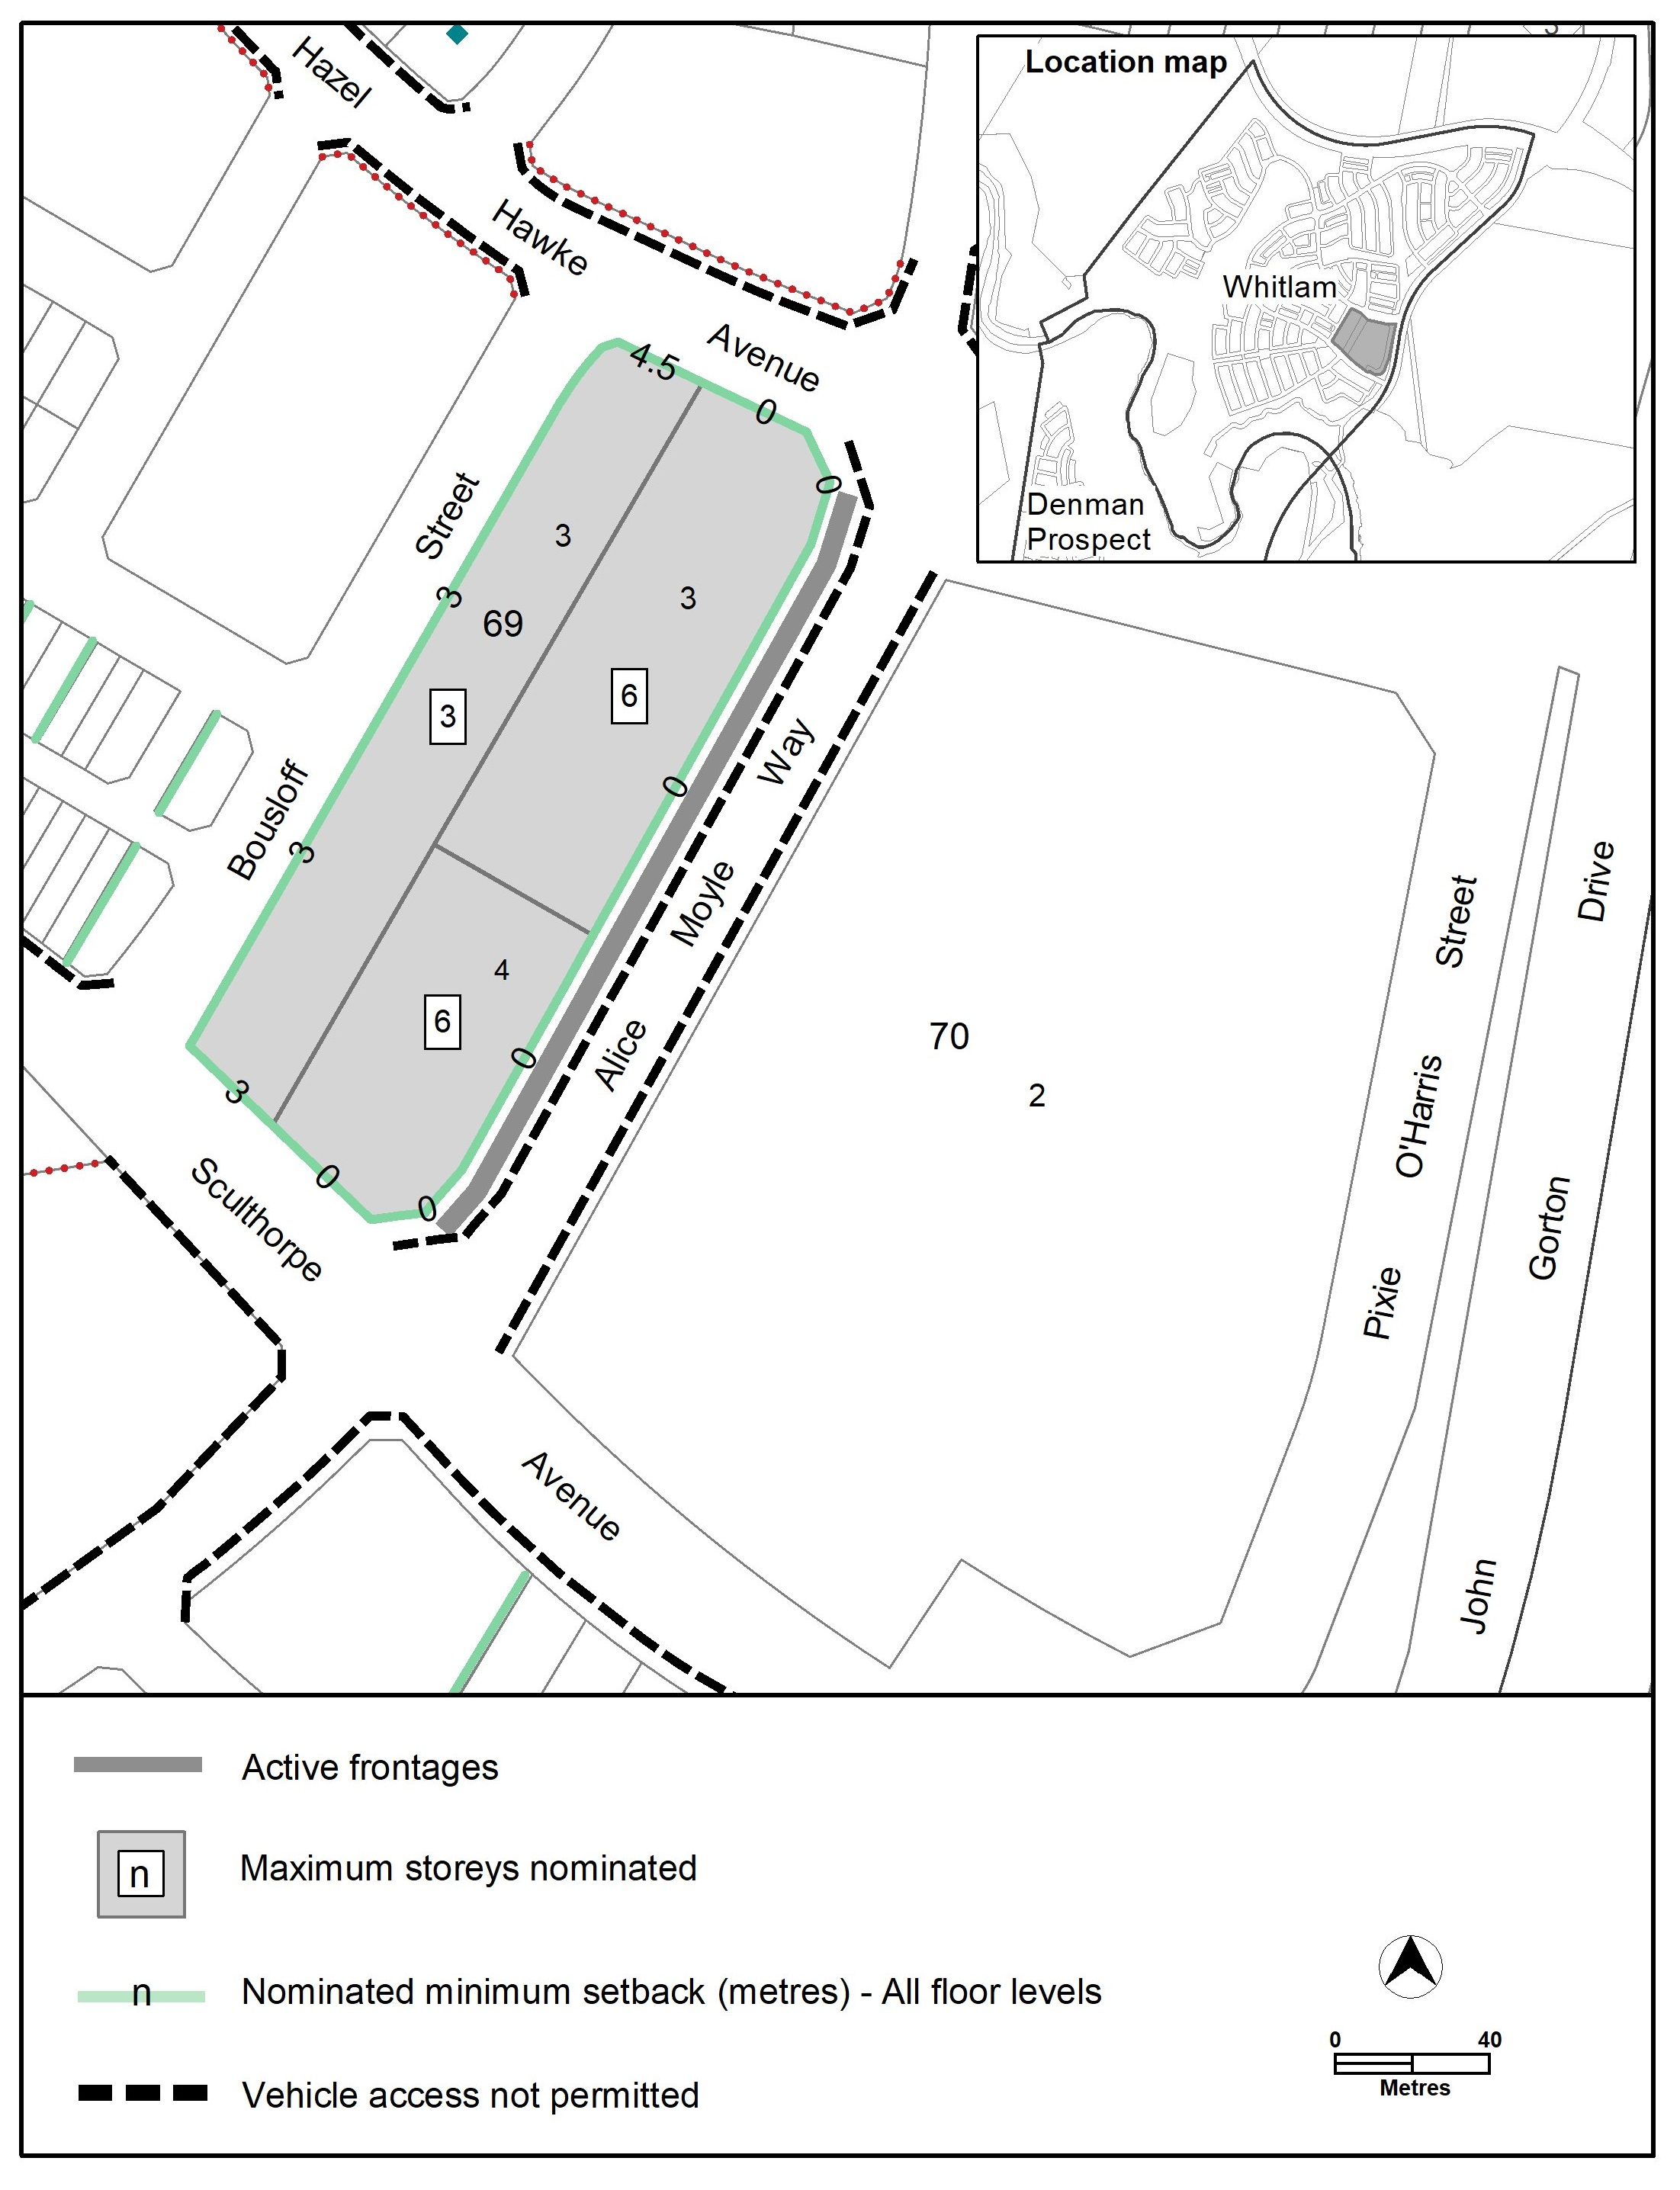 Hazel
Hawke
Avenue
Location map
Whitlam
Denman
Prospect
4.5
0
0
Street
3
3
3
69
3
6
3
0
Way
Bousloff
3
Moyle
Street
Drive
4
6
0
Alice
70
2
O'Harris
3
0
0
Sculthorpe
Gorton
Pixie
Avenue
John
Active frontages
n
Maximum storeys nominated
n
Nominated minimum setback (metres) - All floor levels
Vehicle access not permitted
0 40
Metres